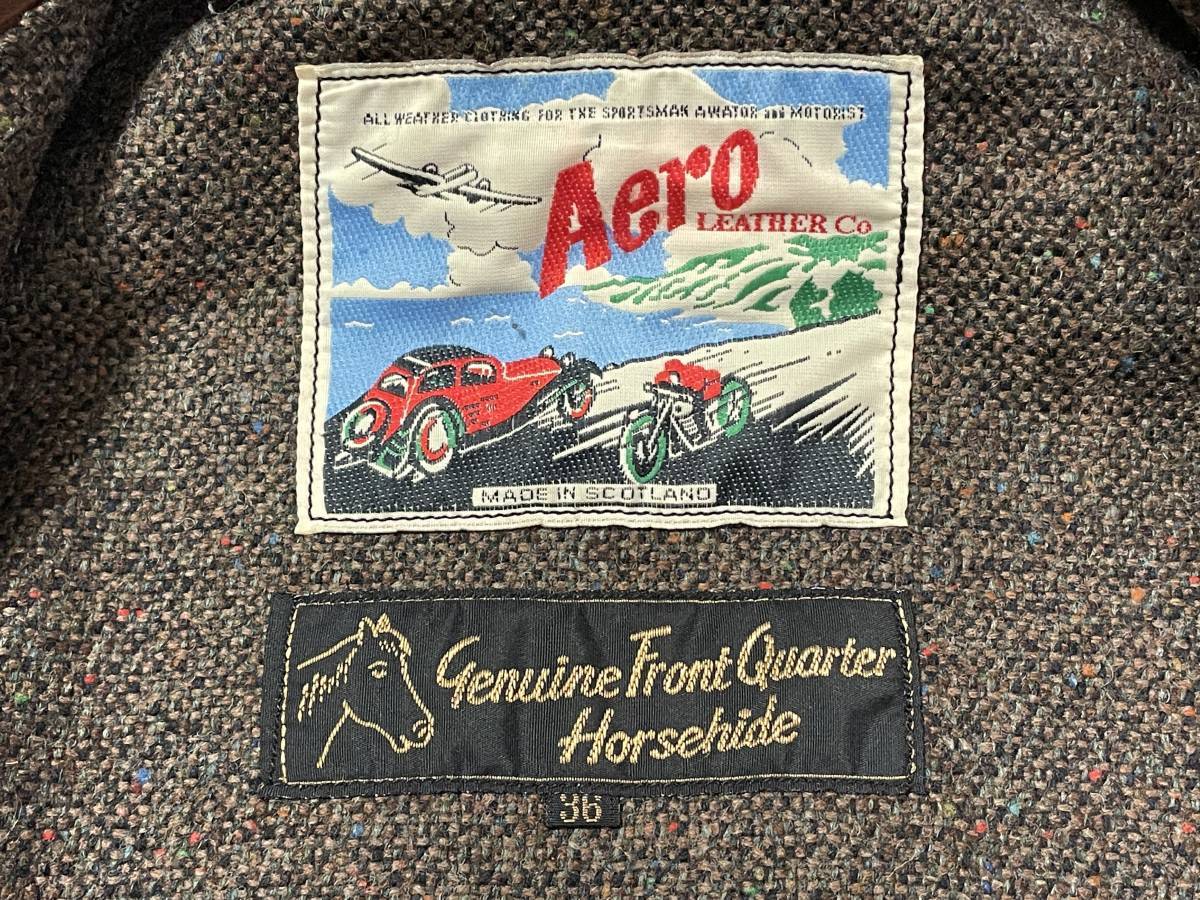 ALL WEATHER CLOTHING FOR THE SPORTSMAN AVIATOR and MOTORIST
Aero
LEATHER Co
MADE IN SCOTLAND
Genuine Front Quarter
Horsehide
36